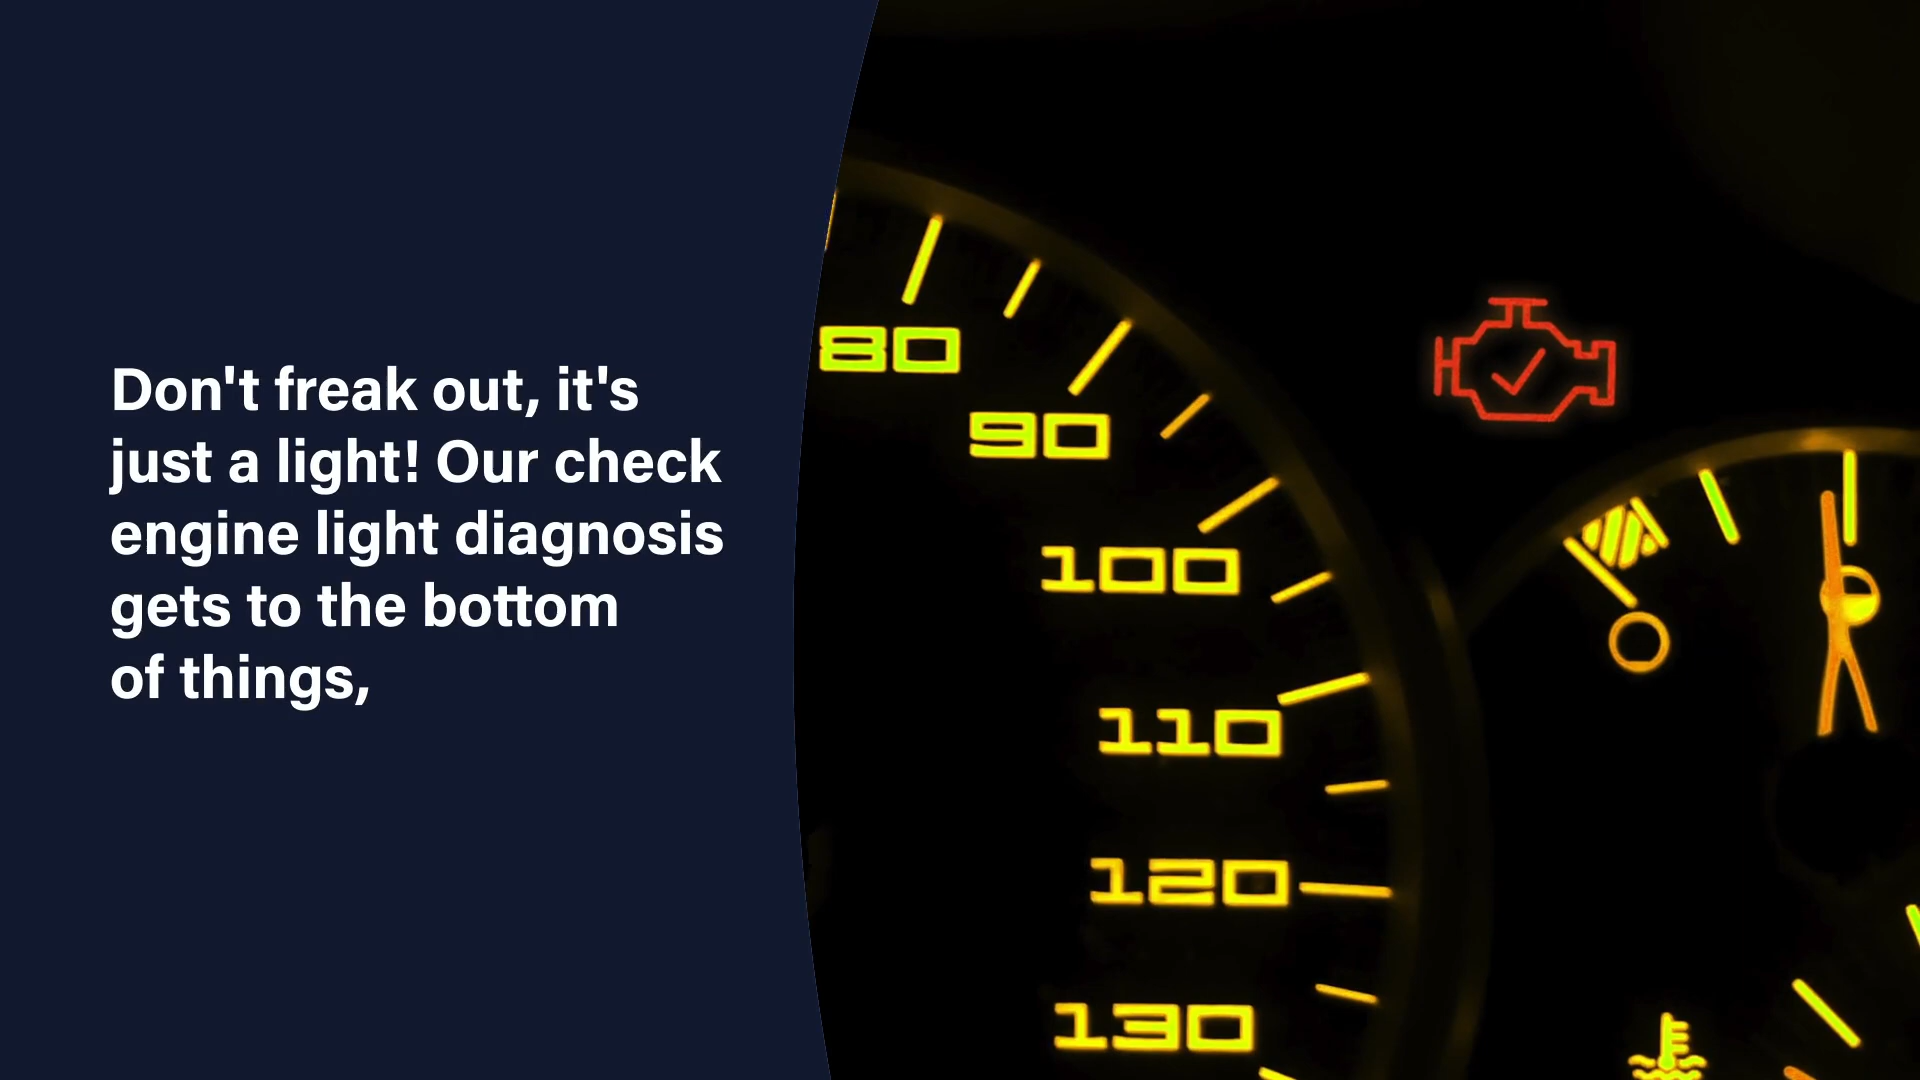 Don't freak out, it's
just a light! Our check
engine light diagnosis
gets to the bottom
of things,
80
90
100
110
120
130